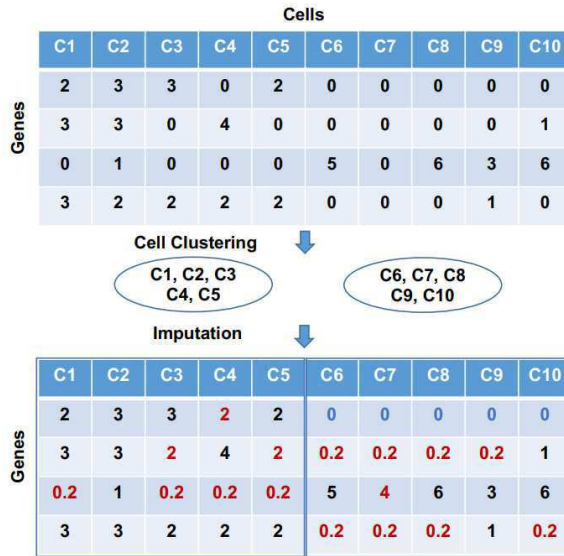 Cells
C1 C2 C3 C4 C5 C6 C7 C8 C9 C10
Genes
2 3 3 0 2 0 0 0 0 0
3 3 0 4 0 0 0 0 0 1
0 1 0 0 0 5 0 6 3 6
3 2 2 2 2 0 0 0 1 0
Cell Clustering
C1, C2, C3
C4, C5
C6, C7, C8
C9, C10
Imputation
C1 C2 C3 C4 C5 C6 C7 C8 C9 C10
Genes
2 3 3 2 2 0 0 0 0 0
3 3 2 4 2 0.2 0.2 0.2 0.2 1
0.2 1 0.2 0.2 0.2 5 4 6 3 6
3 3 2 2 2 0.2 0.2 0.2 1 0.2